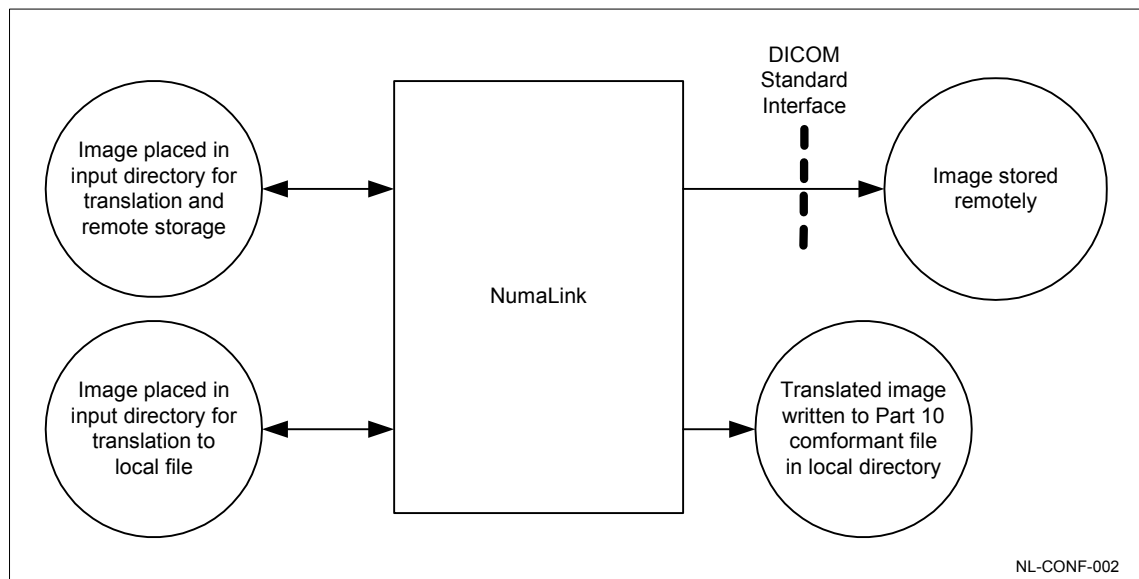 DICOM
Standard
Interface
Image placed in
input directory for
translation and
remote storage
Image stored
remotely
NumaLink
Image placed in
input directory for
translation to
local file
Translated image
written to Part 10
comformant file
in local directory
NL-CONF-002